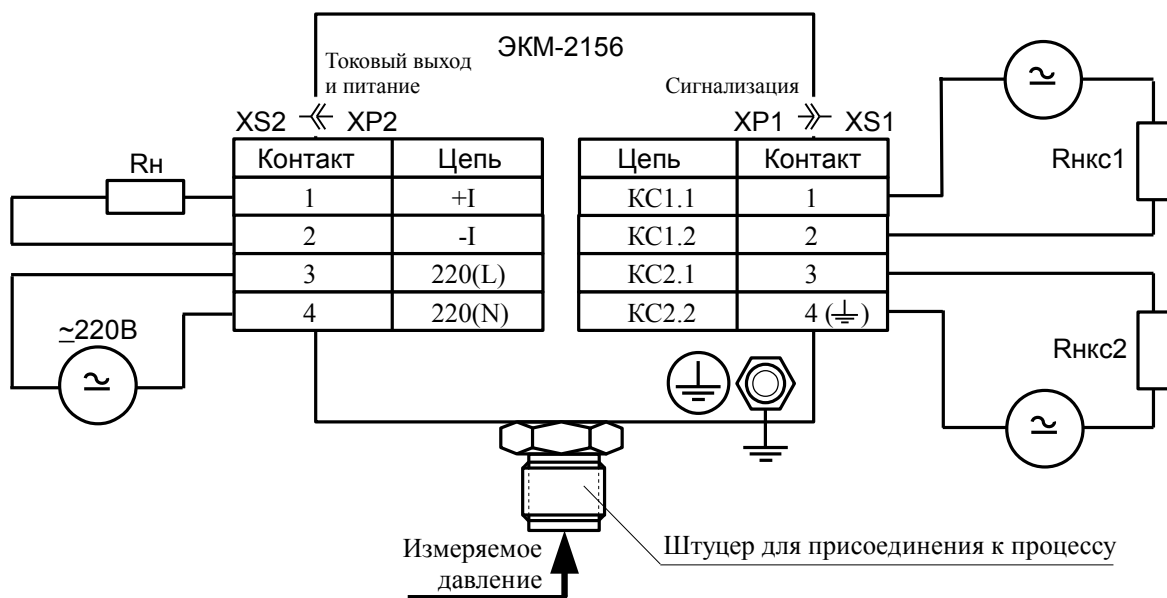 ЭКМ-2156
Токовый выход
и питание
Сигнализация
XS2 XP2
XP1 XS1
Контакт Цепь
1 +I
2 -I
3 220(L)
4 220(N)
Цепь Контакт
КС1.1 1
КС1.2 2
КС2.1 3
КС2.2 4 (⏚)
Rн
~220В
Rнкс1
Rнкс2
Измеряемое
давление
Штуцер для присоединения к процессу